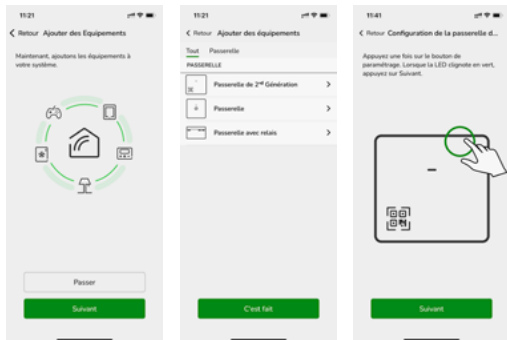 11:21
Retour Ajouter des Equipements
Maintenant, ajoutons les équipements à
votre système.
Passer
Suivant
11:21
Retour Ajouter des équipements
Tout Passerelle
PASSERELLE
Passerelle de 2ⁿᵈ Génération
Passerelle
Passerelle avec relais
C'est fait
11:41
Retour Configuration de la passerelle d...
Appuyez une fois sur le bouton de
paramétrage. Lorsque la LED clignote en vert,
appuyez sur Suivant.
Suivant